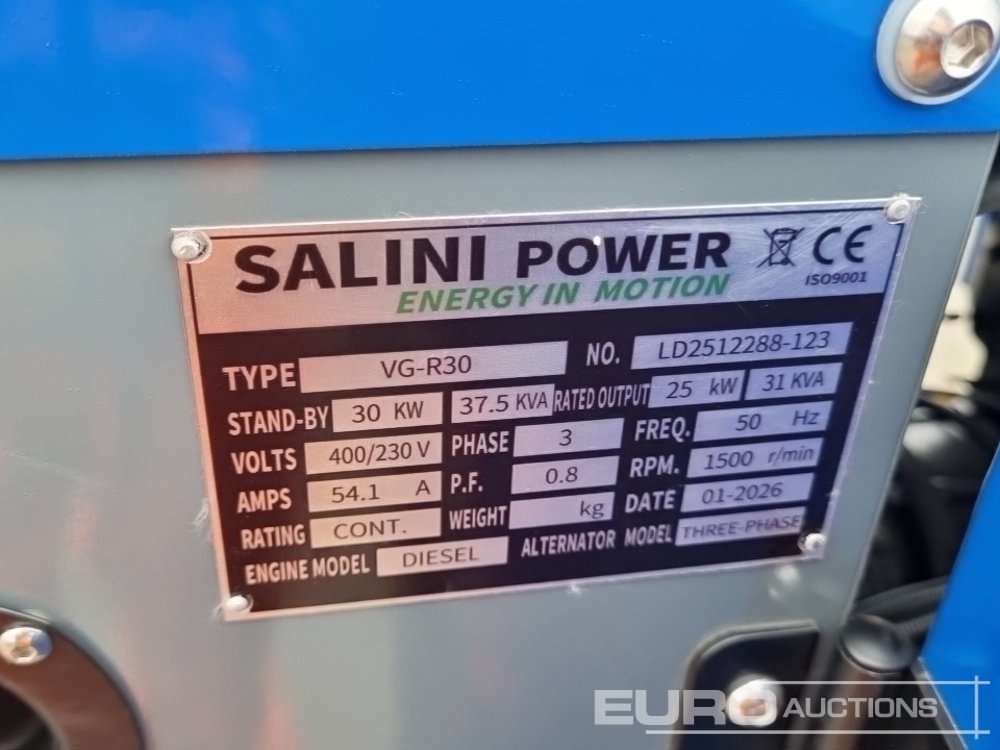 SALINI POWER CE
ENERGY IN MOTION ISO9001
TYPE VG-R30 NO. LD2512288-123
STAND-BY 30 KW 37.5 KVA RATED OUTPUT 25 kW 31 KVA
VOLTS 400/230 V PHASE 3 FREQ. 50 Hz
AMPS 54.1 A P.F. 0.8 RPM. 1500 r/min
RATING CONT. WEIGHT kg DATE 01-2026
ENGINE MODEL DIESEL ALTERNATOR MODEL THREE-PHASE
EURO AUCTIONS